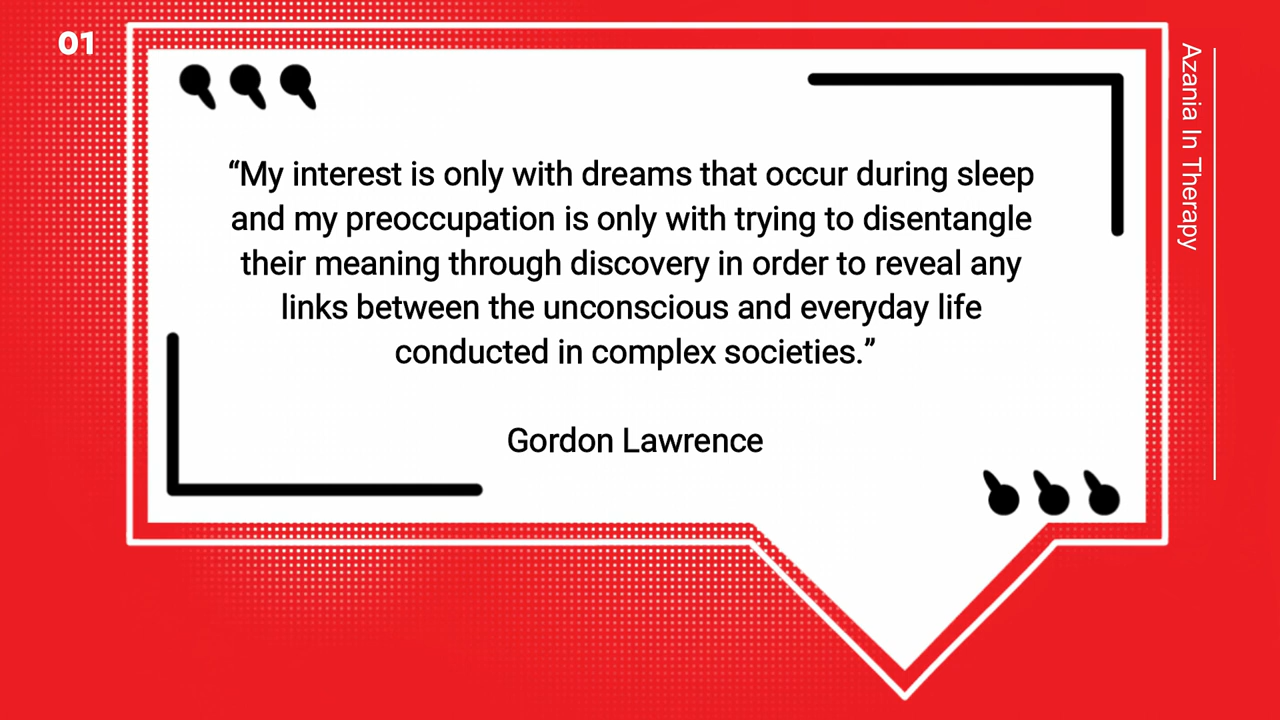 01
“My interest is only with dreams that occur during sleep
and my preoccupation is only with trying to disentangle
their meaning through discovery in order to reveal any
links between the unconscious and everyday life
conducted in complex societies.”
Gordon Lawrence
Azania In Therapy